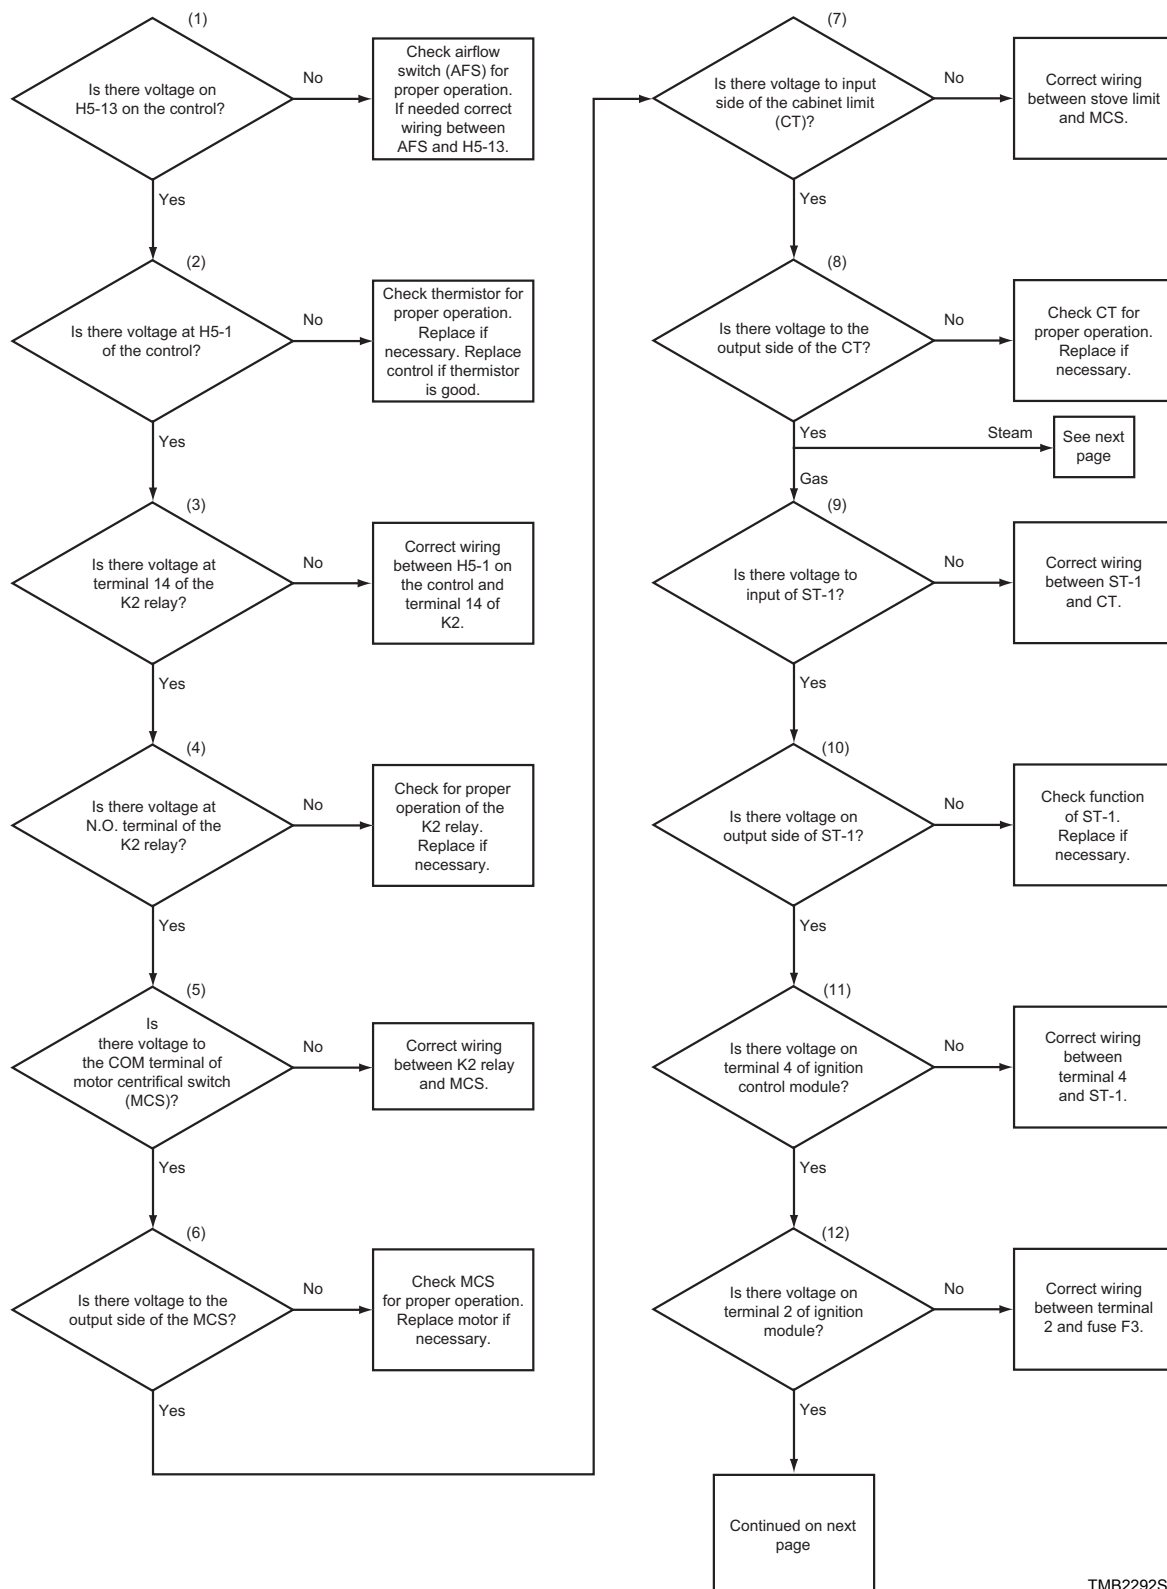 (1)
Is there voltage on
H5-13 on the control?
No
Check airflow
switch (AFS) for
proper operation.
If needed correct
wiring between
AFS and H5-13.
Yes
(2)
Is there voltage at H5-1
of the control?
No
Check thermistor for
proper operation.
Replace if
necessary. Replace
control if thermistor
is good.
Yes
(3)
Is there voltage at
terminal 14 of the
K2 relay?
No
Correct wiring
between H5-1 on
the control and
terminal 14 of
K2.
Yes
(4)
Is there voltage at
N.O. terminal of the
K2 relay?
No
Check for proper
operation of the
K2 relay.
Replace if
necessary.
Yes
(5)
Is
there voltage to
the COM terminal of
motor centrifical switch
(MCS)?
No
Correct wiring
between K2 relay
and MCS.
Yes
(6)
Is there voltage to the
output side of the MCS?
No
Check MCS
for proper operation.
Replace motor if
necessary.
Yes
(7)
Is there voltage to input
side of the cabinet limit
(CT)?
No
Correct wiring
between stove limit
and MCS.
Yes
(8)
Is there voltage to the
output side of the CT?
No
Check CT for
proper operation.
Replace if
necessary.
Yes
Steam
See next
page
Gas
(9)
Is there voltage to
input of ST-1?
No
Correct wiring
between ST-1
and CT.
Yes
(10)
Is there voltage on
output side of ST-1?
No
Check function
of ST-1.
Replace if
necessary.
Yes
(11)
Is there voltage on
terminal 4 of ignition
control module?
No
Correct wiring
between
terminal 4
and ST-1.
Yes
(12)
Is there voltage on
terminal 2 of ignition
module?
No
Correct wiring
between terminal
2 and fuse F3.
Yes
Continued on next
page
TMB2292S